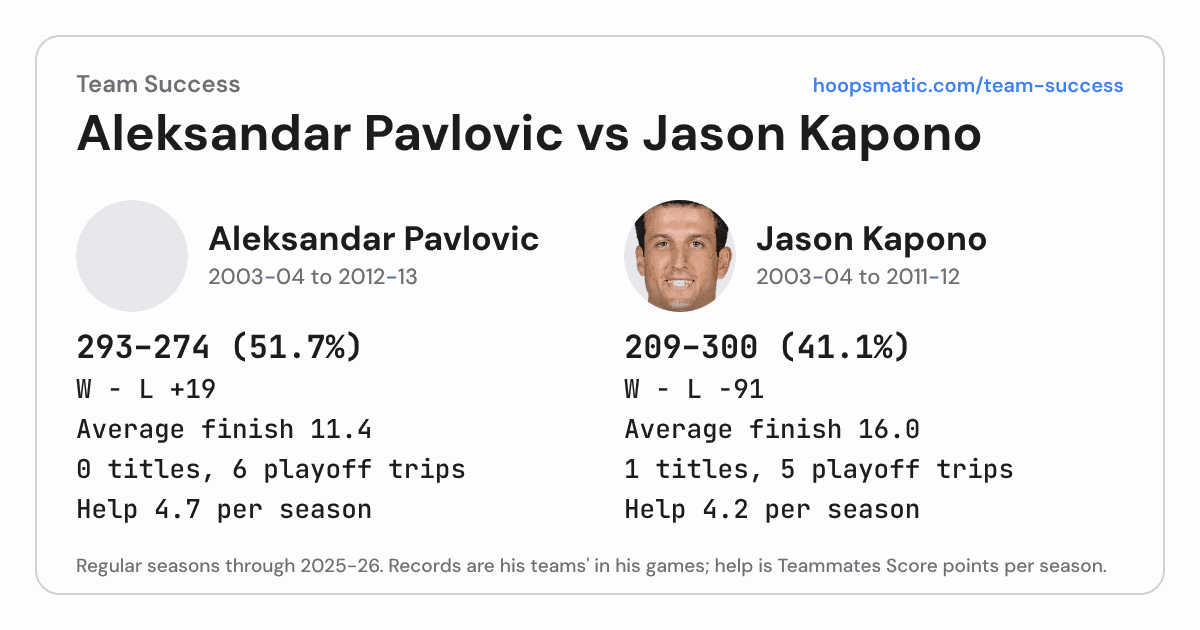 Team Success
hoopsmatic.com/team-success
Aleksandar Pavlovic vs Jason Kapono
Aleksandar Pavlovic
2003-04 to 2012-13
293-274 (51.7%)
W - L +19
Average finish 11.4
0 titles, 6 playoff trips
Help 4.7 per season
Jason Kapono
2003-04 to 2011-12
209-300 (41.1%)
W - L -91
Average finish 16.0
1 titles, 5 playoff trips
Help 4.2 per season
Regular seasons through 2025-26. Records are his teams' in his games; help is Teammates Score points per season.